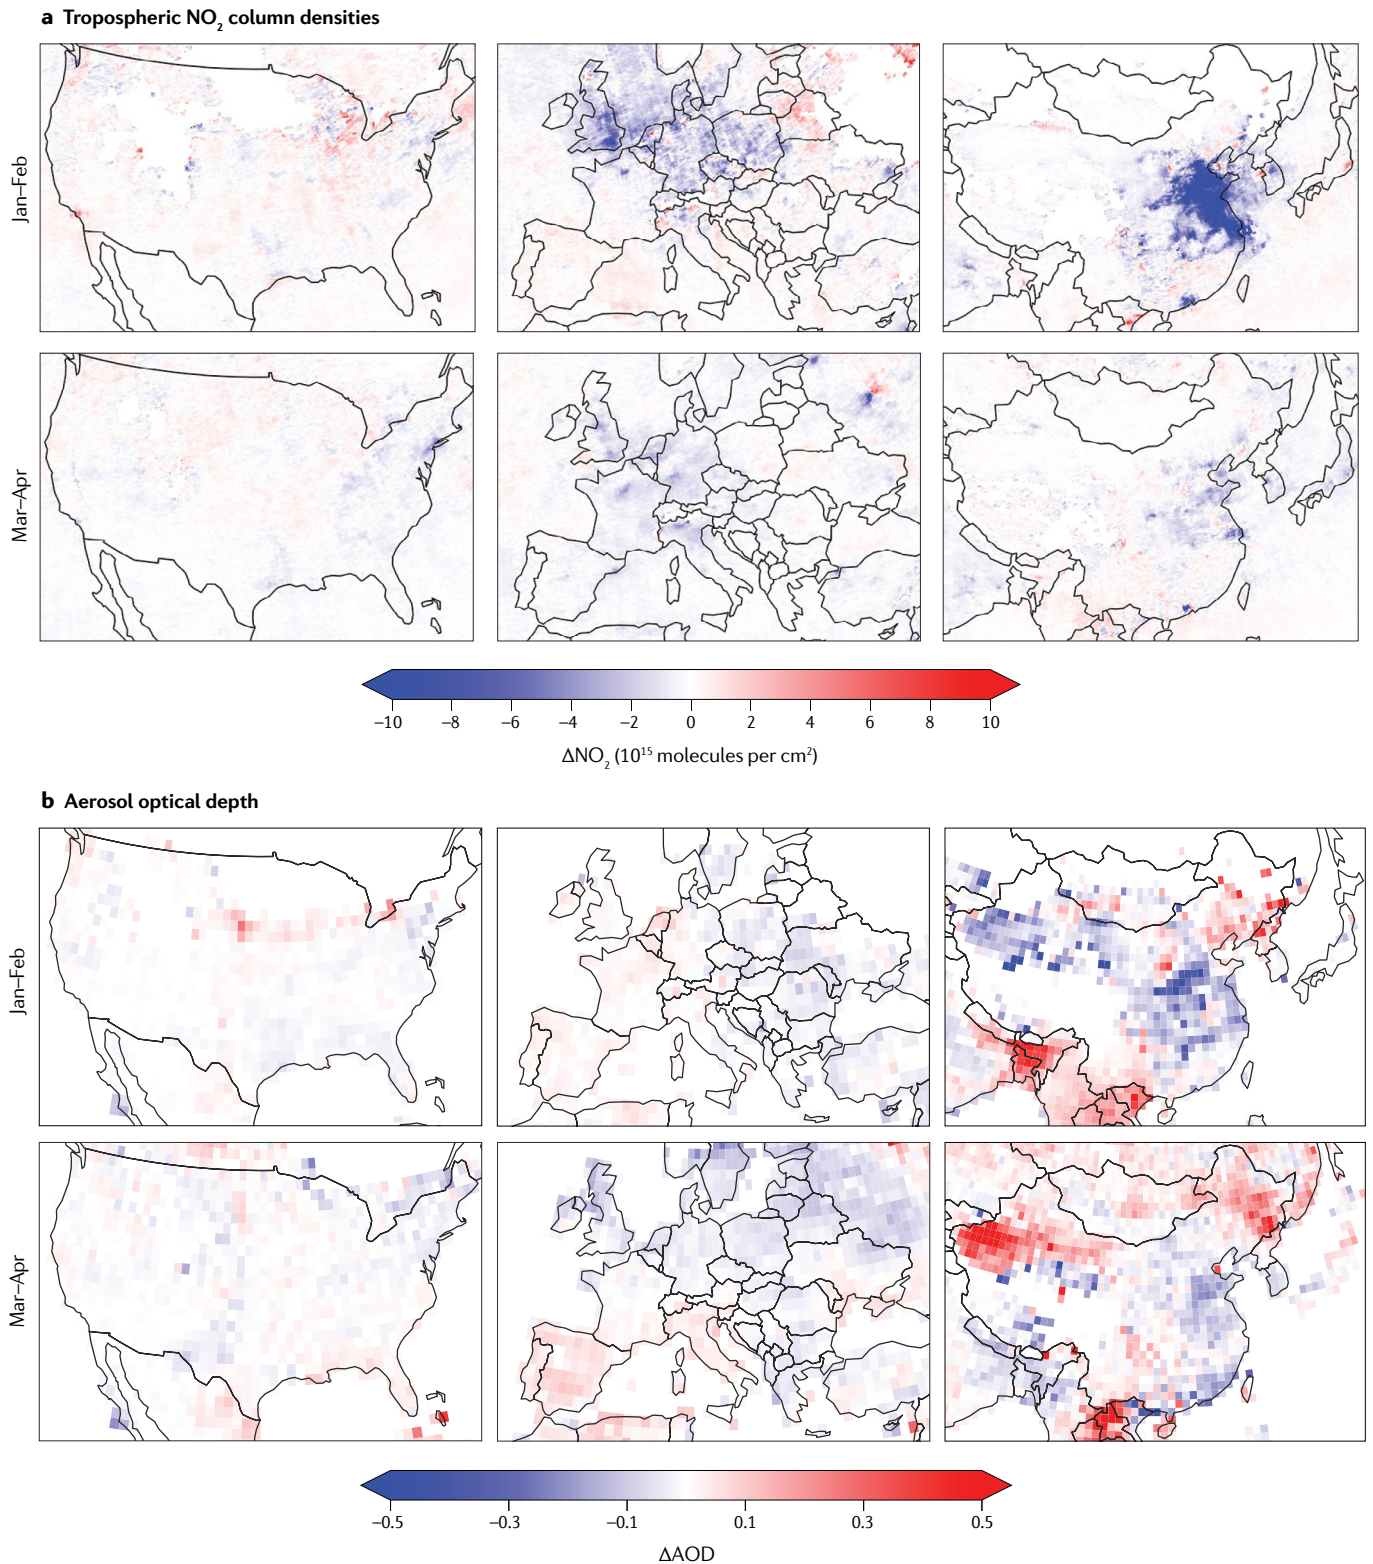 a Tropospheric NO₂ column densities
Jan–Feb
Mar–Apr
–10 –8 –6 –4 –2 0 2 4 6 8 10
ΔNO₂ (10¹⁵ molecules per cm²)
b Aerosol optical depth
Jan–Feb
Mar–Apr
–0.5 –0.3 –0.1 0.1 0.3 0.5
ΔAOD